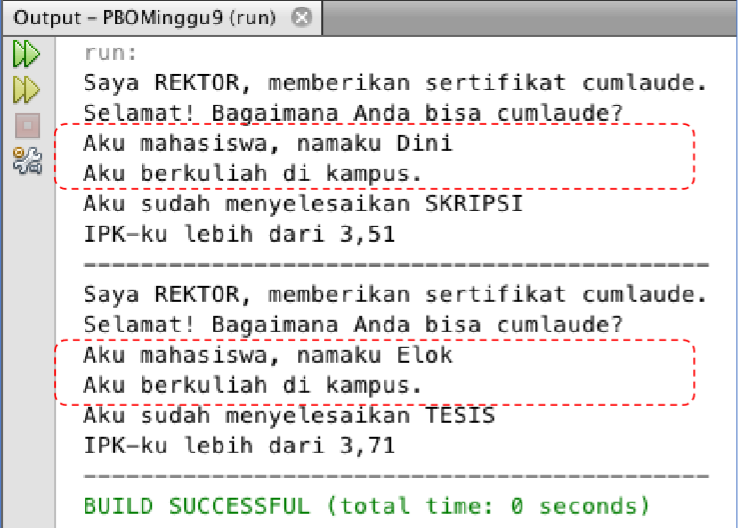 Output – PBOMinggu9 (run)
run:
Saya REKTOR, memberikan sertifikat cumlaude.
Selamat! Bagaimana Anda bisa cumlaude?
Aku mahasiswa, namaku Dini
Aku berkuliah di kampus.
Aku sudah menyelesaikan SKRIPSI
IPK-ku lebih dari 3,51
----------------------------------------------
Saya REKTOR, memberikan sertifikat cumlaude.
Selamat! Bagaimana Anda bisa cumlaude?
Aku mahasiswa, namaku Elok
Aku berkuliah di kampus.
Aku sudah menyelesaikan TESIS
IPK-ku lebih dari 3,71
----------------------------------------------
BUILD SUCCESSFUL (total time: 0 seconds)